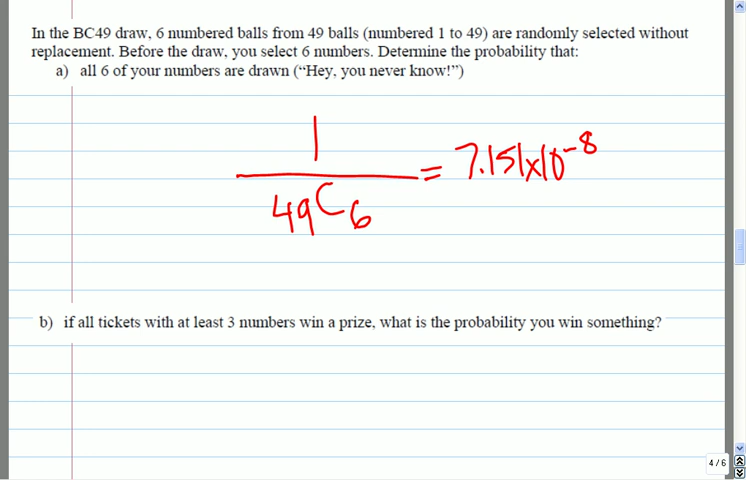 In the BC49 draw, 6 numbered balls from 49 balls (numbered 1 to 49) are randomly selected without
replacement. Before the draw, you select 6 numbers. Determine the probability that:
a) all 6 of your numbers are drawn (“Hey, you never know!”)
1
49C6
= 7.151x10^-8
b) if all tickets with at least 3 numbers win a prize, what is the probability you win something?
4 / 6